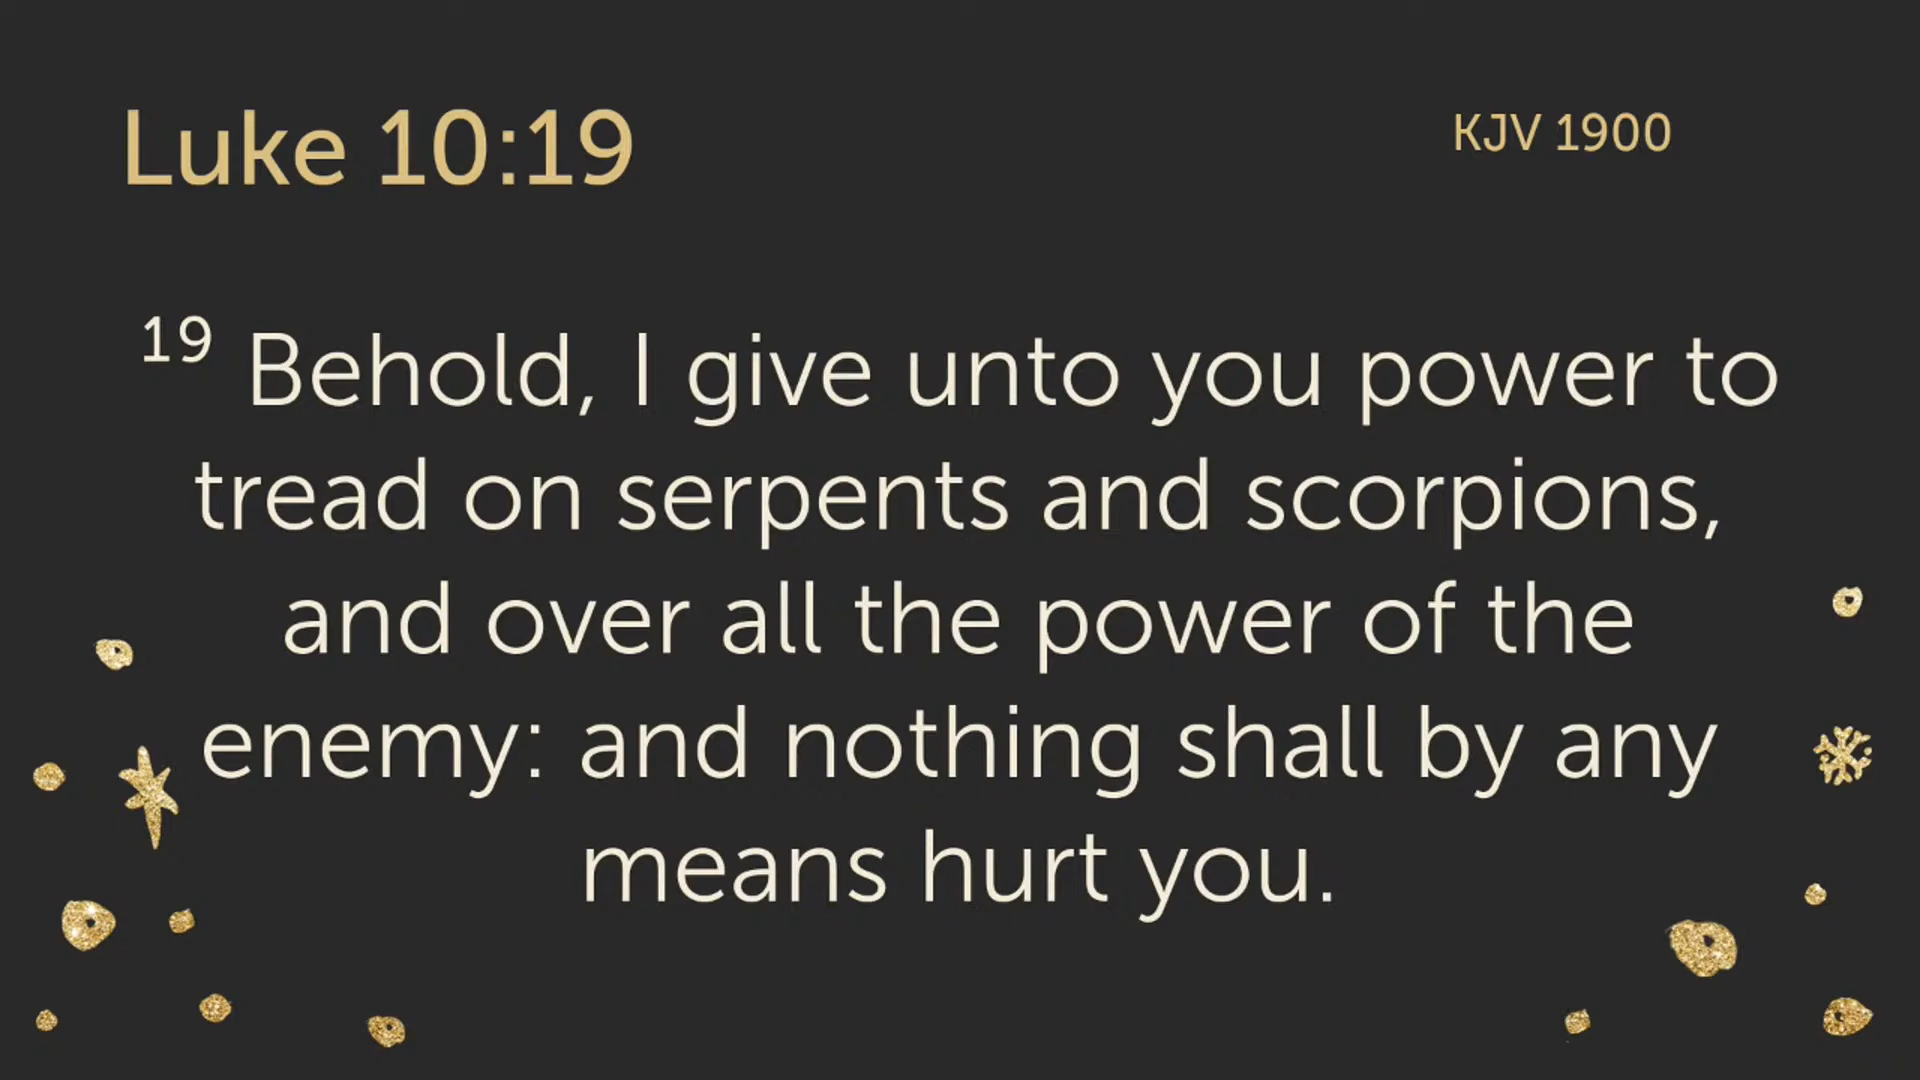 Luke 10:19
KJV 1900
19 Behold, I give unto you power to
tread on serpents and scorpions,
and over all the power of the
enemy: and nothing shall by any
means hurt you.